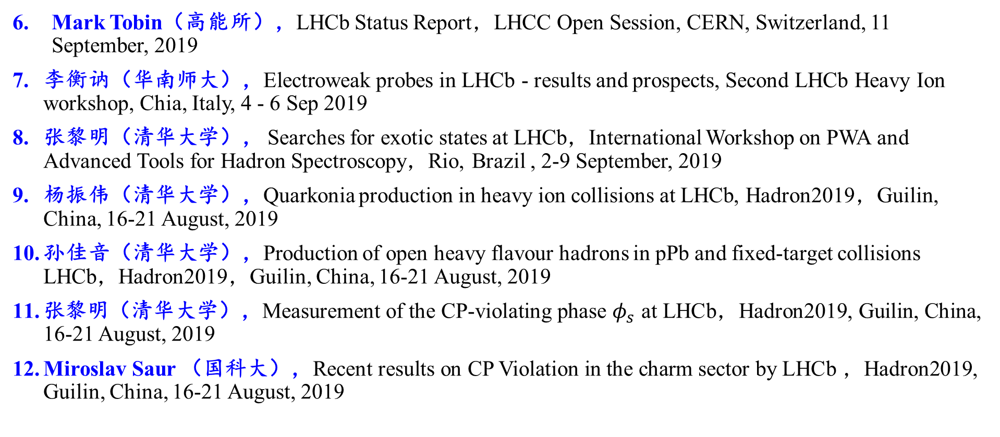 6. Mark Tobin（高能所），LHCb Status Report，LHCC Open Session, CERN, Switzerland, 11
September, 2019
7. 李衡讷（华南师大），Electroweak probes in LHCb - results and prospects, Second LHCb Heavy Ion
workshop, Chia, Italy, 4 - 6 Sep 2019
8. 张黎明（清华大学）， Searches for exotic states at LHCb，International Workshop on PWA and
Advanced Tools for Hadron Spectroscopy，Rio, Brazil , 2-9 September, 2019
9. 杨振伟（清华大学），Quarkonia production in heavy ion collisions at LHCb, Hadron2019，Guilin,
China, 16-21 August, 2019
10. 孙佳音（清华大学），Production of open heavy flavour hadrons in pPb and fixed-target collisions
LHCb，Hadron2019，Guilin, China, 16-21 August, 2019
11. 张黎明（清华大学），Measurement of the CP-violating phase ϕₛ at LHCb，Hadron2019, Guilin, China,
16-21 August, 2019
12. Miroslav Saur （国科大），Recent results on CP Violation in the charm sector by LHCb ，Hadron2019,
Guilin, China, 16-21 August, 2019